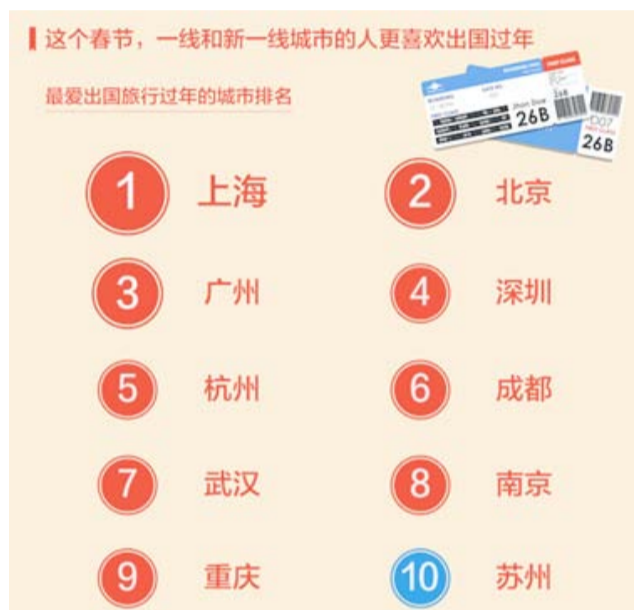 这个春节，一线和新一线城市的人更喜欢出国过年
最爱出国旅行过年的城市排名
26B
26B
1 上海
2 北京
3 广州
4 深圳
5 杭州
6 成都
7 武汉
8 南京
9 重庆
10 苏州